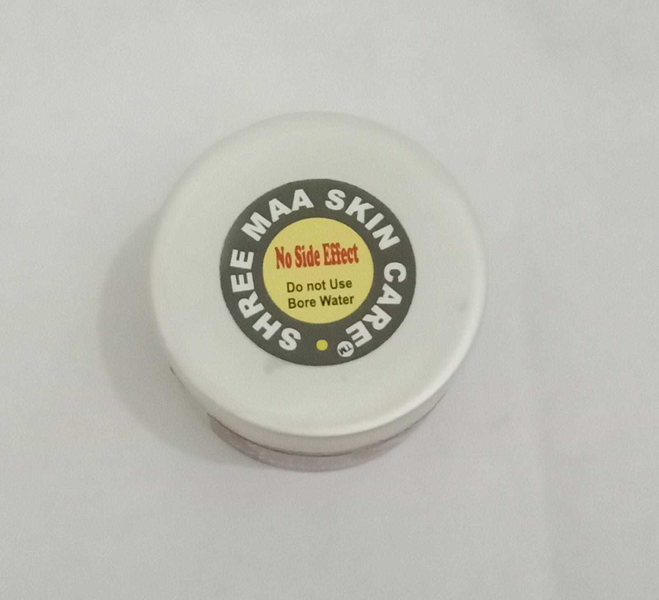 SHREE MAA SKIN CARE
No Side Effect
Do not Use
Bore Water